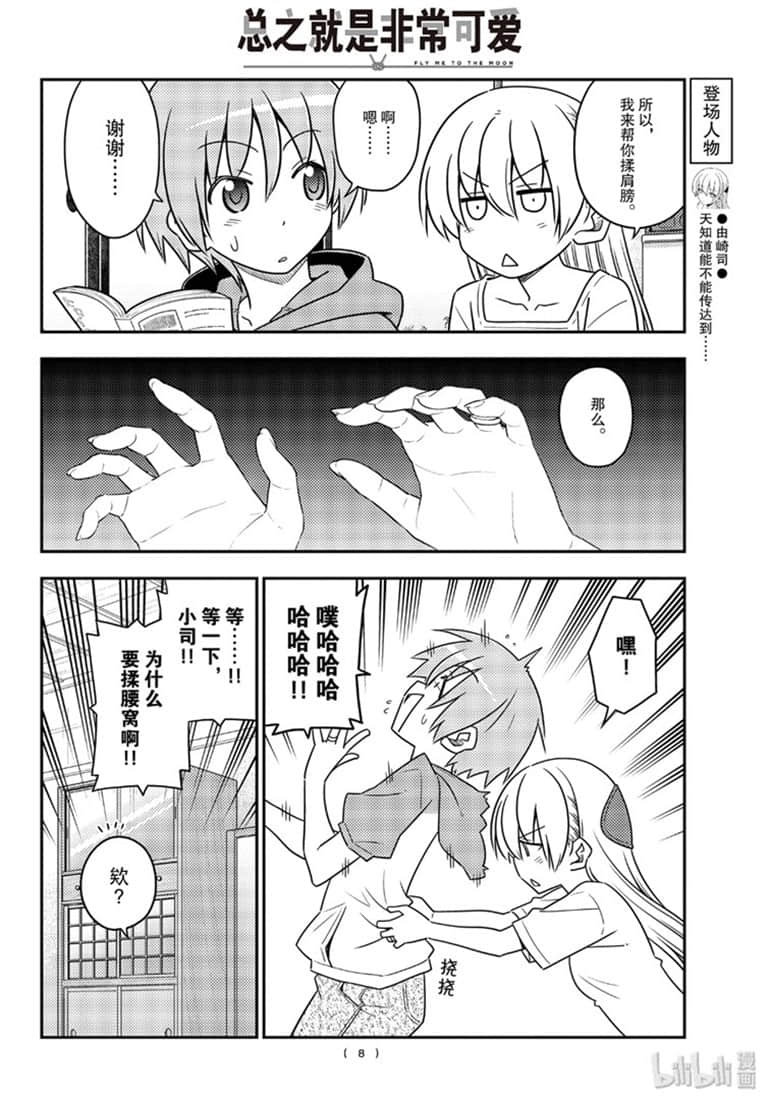 总之就是非常可爱
FLY ME TO THE MOON
登场人物
●由崎司●
天知道能不能传达到……
所以，
我来帮你揉肩膀。
啊
嗯……
谢谢……
那么。
嘿！
噗哈哈哈
哈哈哈!!
挠挠
等……!!
等一下，
小司!!
为什么
要揉腰窝啊!!
欸？
( 8 )
bilibili漫画